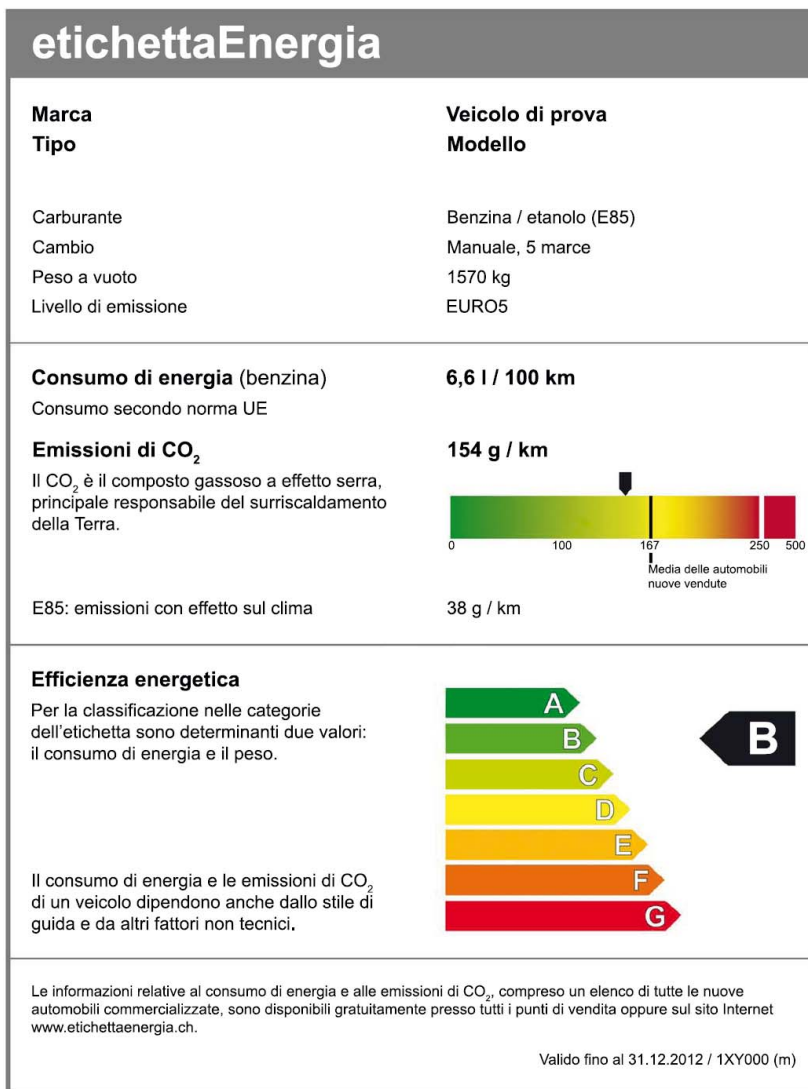 etichettaEnergia
Marca Veicolo di prova
Tipo Modello
Carburante Benzina / etanolo (E85)
Cambio Manuale, 5 marce
Peso a vuoto 1570 kg
Livello di emissione EURO5
Consumo di energia (benzina) 6,6 l / 100 km
Consumo secondo norma UE
Emissioni di CO₂ 154 g / km
Il CO₂ è il composto gassoso a effetto serra,
principale responsabile del surriscaldamento
della Terra.
0 100 167 250 500
Media delle automobili
nuove vendute
E85: emissioni con effetto sul clima 38 g / km
Efficienza energetica
Per la classificazione nelle categorie
dell'etichetta sono determinanti due valori:
il consumo di energia e il peso.
A
B B
C
D
E
F
G
Il consumo di energia e le emissioni di CO₂
di un veicolo dipendono anche dallo stile di
guida e da altri fattori non tecnici.
Le informazioni relative al consumo di energia e alle emissioni di CO₂, compreso un elenco di tutte le nuove
automobili commercializzate, sono disponibili gratuitamente presso tutti i punti di vendita oppure sul sito Internet
www.etichettaenergia.ch.
Valido fino al 31.12.2012 / 1XY000 (m)